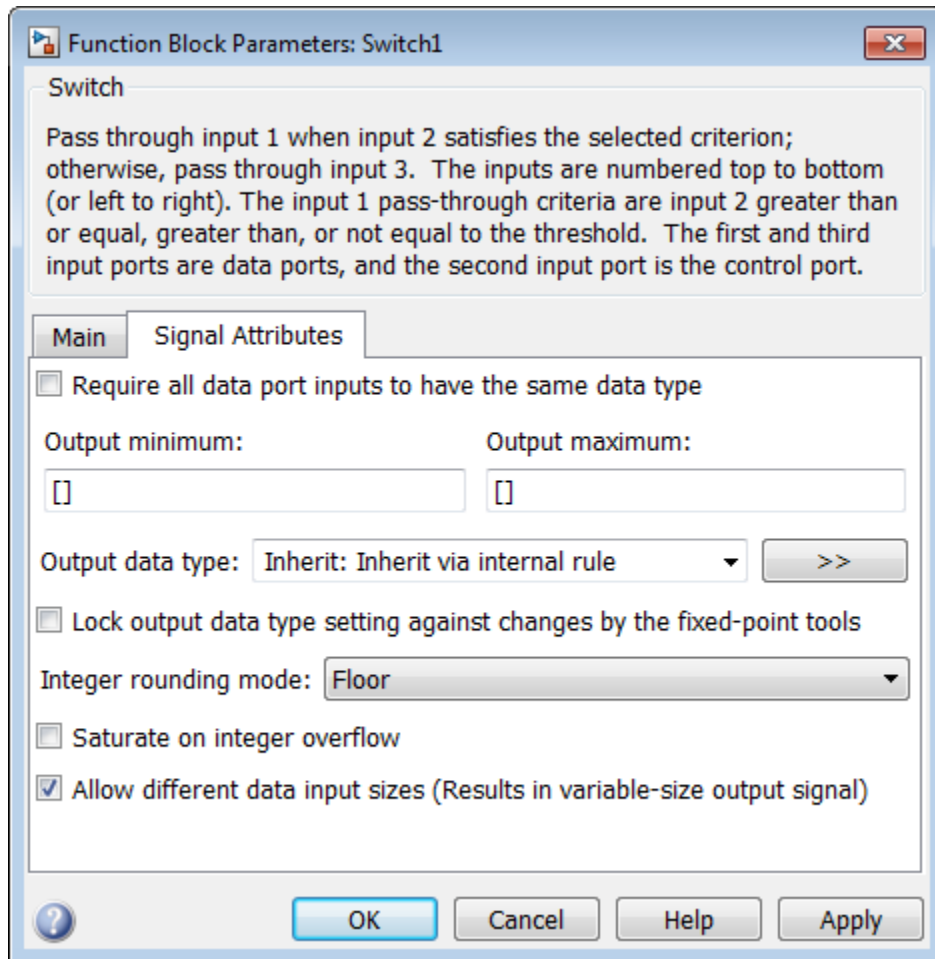 Function Block Parameters: Switch1
Switch
Pass through input 1 when input 2 satisfies the selected criterion;
otherwise, pass through input 3.  The inputs are numbered top to bottom
(or left to right). The input 1 pass-through criteria are input 2 greater than
or equal, greater than, or not equal to the threshold.  The first and third
input ports are data ports, and the second input port is the control port.
Main Signal Attributes
Require all data port inputs to have the same data type
Output minimum: Output maximum:
[] []
Output data type: Inherit: Inherit via internal rule >>
Lock output data type setting against changes by the fixed-point tools
Integer rounding mode: Floor
Saturate on integer overflow
Allow different data input sizes (Results in variable-size output signal)
? OK Cancel Help Apply